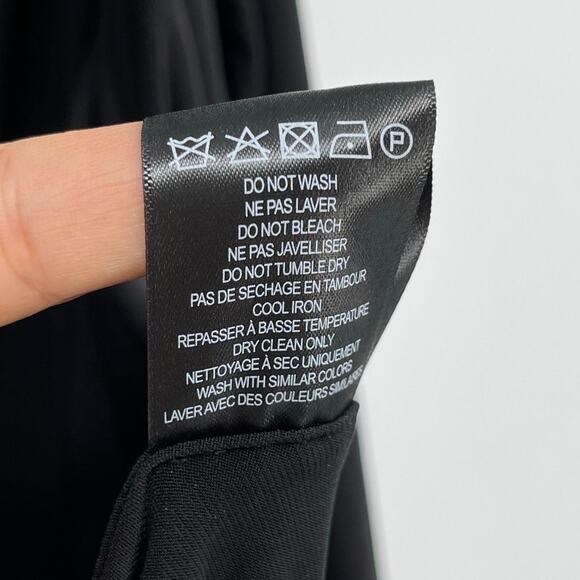 P
DO NOT WASH
NE PAS LAVER
DO NOT BLEACH
NE PAS JAVELLISER
DO NOT TUMBLE DRY
PAS DE SECHAGE EN TAMBOUR
COOL IRON
REPASSER À BASSE TEMPERATURE
DRY CLEAN ONLY
NETTOYAGE À SEC UNIQUEMENT
WASH WITH SIMILAR COLORS
LAVER AVEC DES COULEURS SIMILAIRES